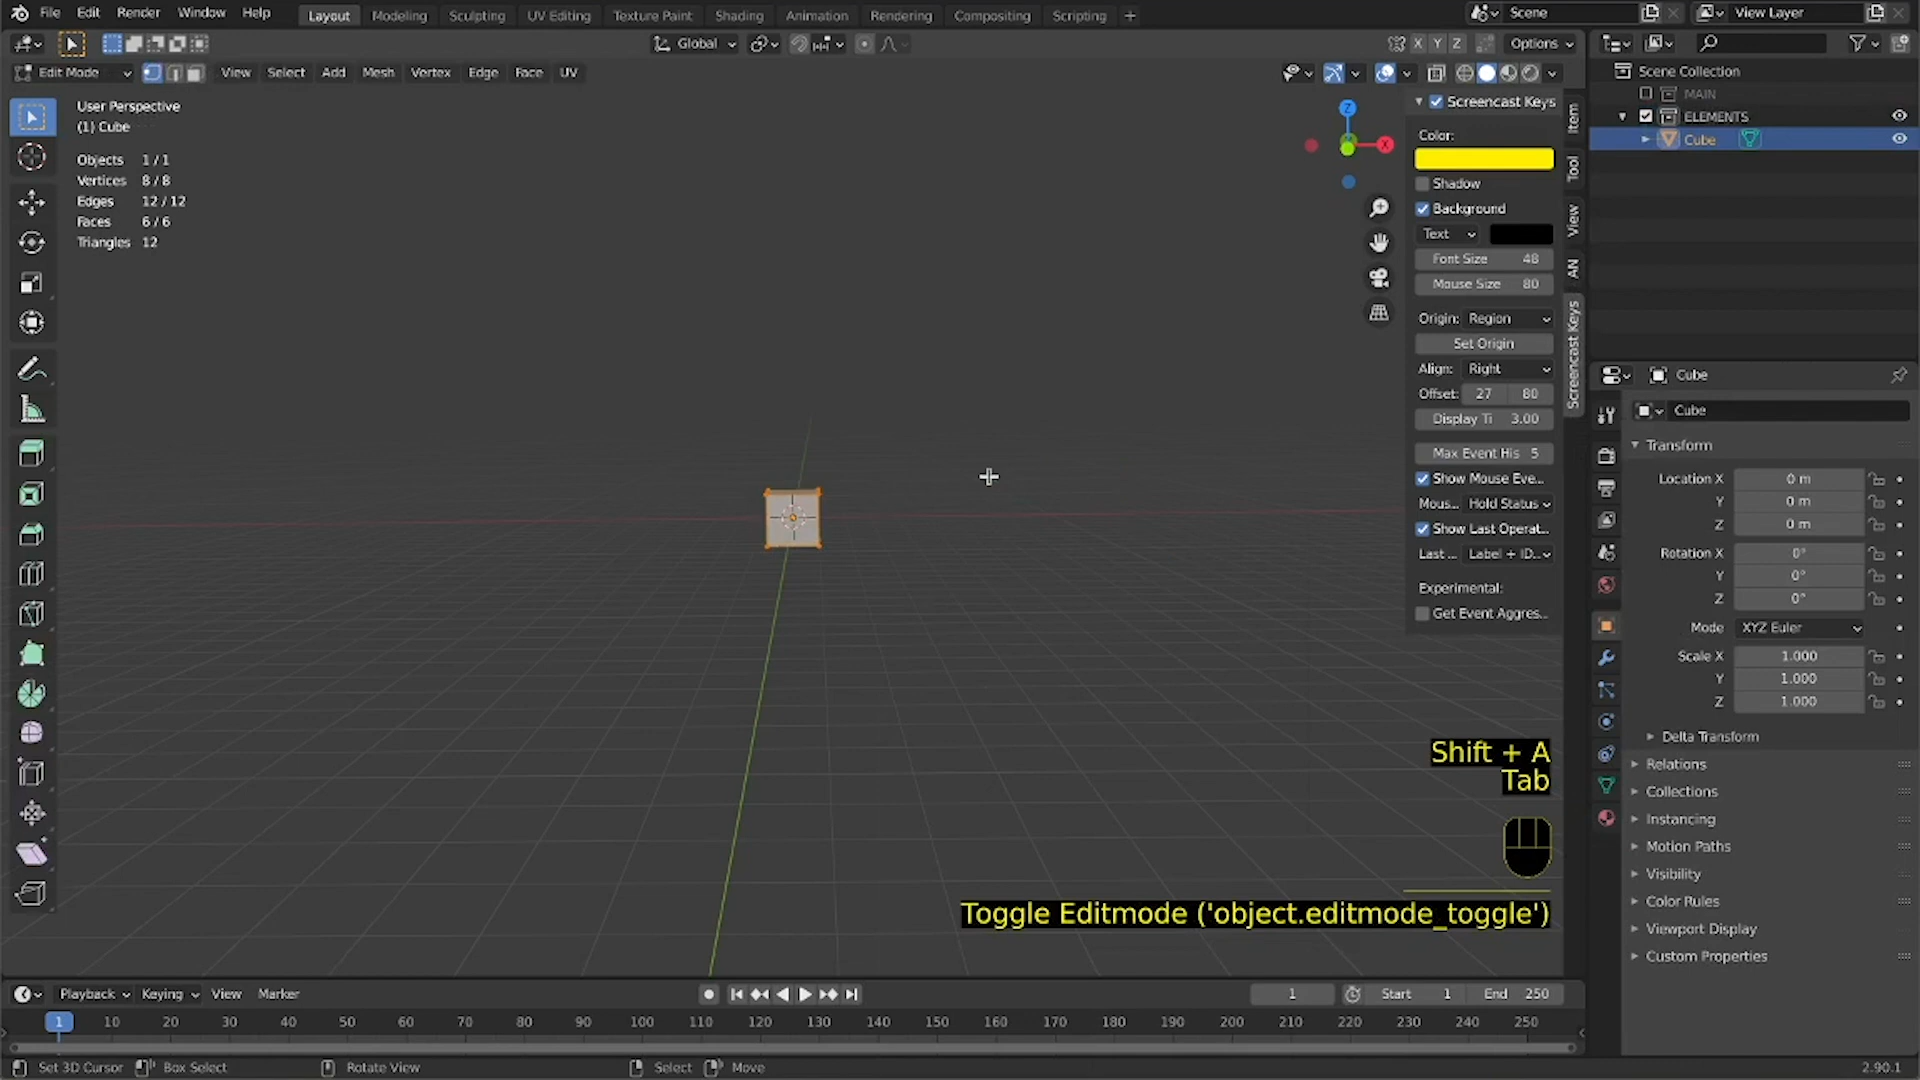 File Edit Render Window Help Layout Modeling Sculpting UV Editing Texture Paint Shading Animation Rendering Compositing Scripting + Scene View Layer
Global X Y Z Options
Edit Mode View Select Add Mesh Vertex Edge Face UV
User Perspective
(1) Cube
Objects 1 / 1
Vertices 8 / 8
Edges 12 / 12
Faces 6 / 6
Triangles 12
Z
X
Screencast Keys
Color:
Shadow
Background
Text
Font Size 48
Mouse Size 80
Origin: Region
Set Origin
Align: Right
Offset: 27 80
Display Ti 3.00
Max Event His 5
Show Mouse Eve...
Mous... Hold Status
Show Last Operat...
Last ... Label + ID...
Experimental:
Get Event Aggres...
Item
Tool
View
AN
Screencast Keys
Scene Collection
MAIN
ELEMENTS
Cube
Cube
Cube
Transform
Location X 0 m
Y 0 m
Z 0 m
Rotation X 0°
Y 0°
Z 0°
Mode XYZ Euler
Scale X 1.000
Y 1.000
Z 1.000
Delta Transform
Relations
Collections
Instancing
Motion Paths
Visibility
Color Rules
Viewport Display
Custom Properties
Shift + A
Tab
Toggle Editmode ('object.editmode_toggle')
Playback Keying View Marker 1 Start 1 End 250
1 10 20 30 40 50 60 70 80 90 100 110 120 130 140 150 160 170 180 190 200 210 220 230 240 250
Set 3D Cursor Box Select Rotate View Select Move 2.90.1